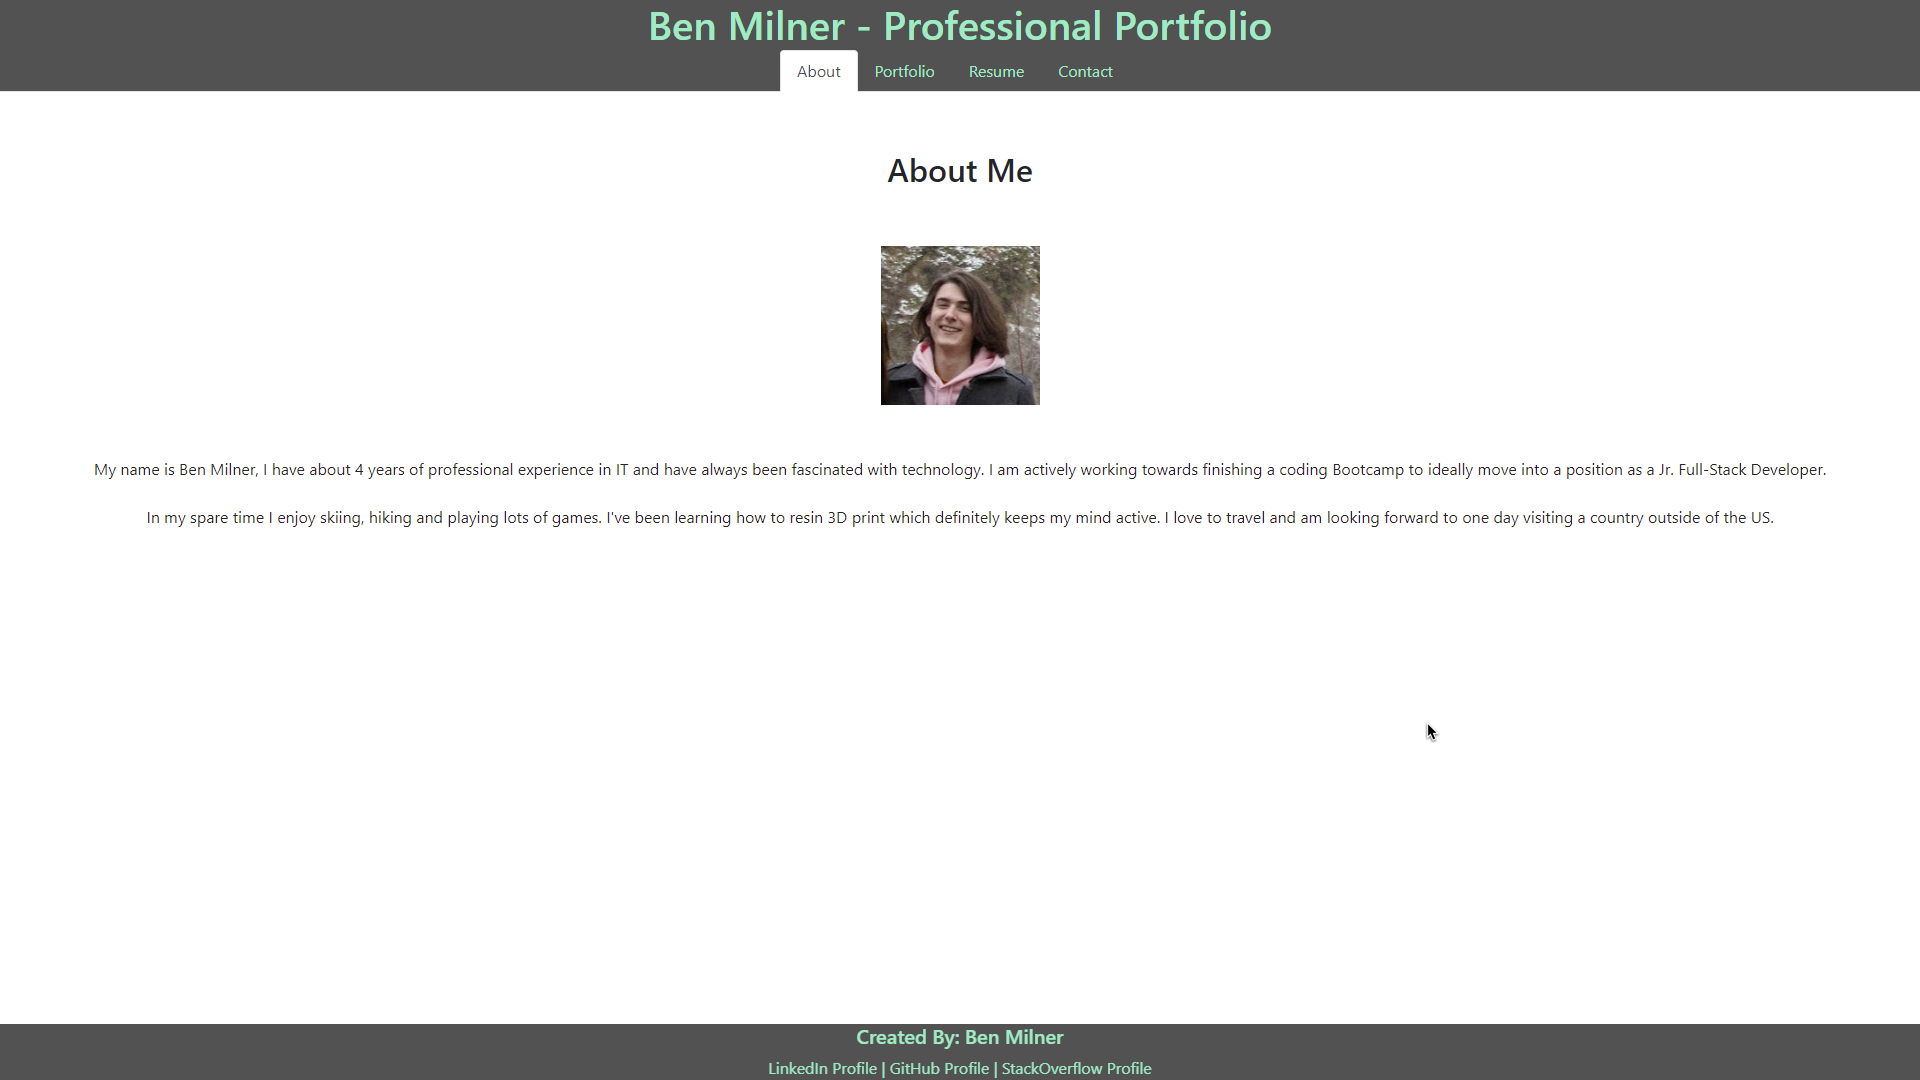 Ben Milner - Professional Portfolio
About Portfolio Resume Contact
About Me
My name is Ben Milner, I have about 4 years of professional experience in IT and have always been fascinated with technology. I am actively working towards finishing a coding Bootcamp to ideally move into a position as a Jr. Full-Stack Developer.
In my spare time I enjoy skiing, hiking and playing lots of games. I've been learning how to resin 3D print which definitely keeps my mind active. I love to travel and am looking forward to one day visiting a country outside of the US.
Created By: Ben Milner
LinkedIn Profile | GitHub Profile | StackOverflow Profile